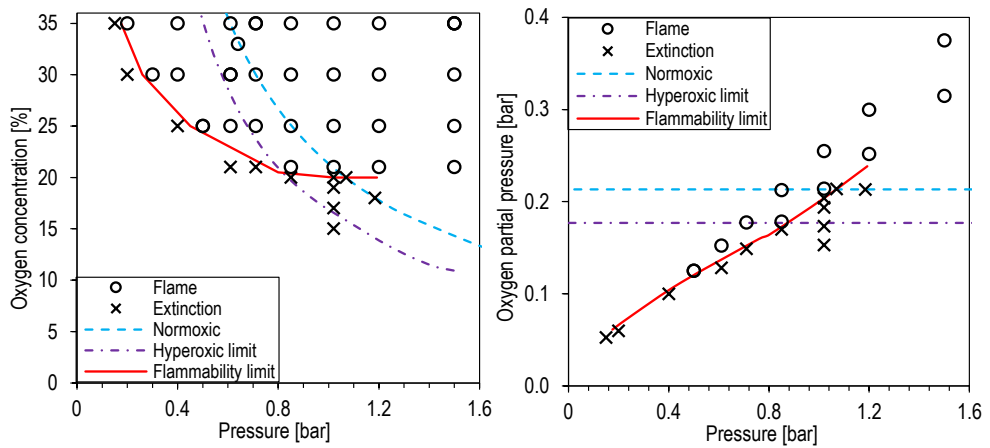 35
30
25
20
15
10
5
0
Oxygen concentration [%]
Flame
Extinction
Normoxic
Hyperoxic limit
Flammability limit
0
0.4
0.8
1.2
1.6
Pressure [bar]
0.4
0.3
0.2
0.1
0.0
Oxygen partial pressure [bar]
Flame
Extinction
Normoxic
Hyperoxic limit
Flammability limit
0
0.4
0.8
1.2
1.6
Pressure [bar]